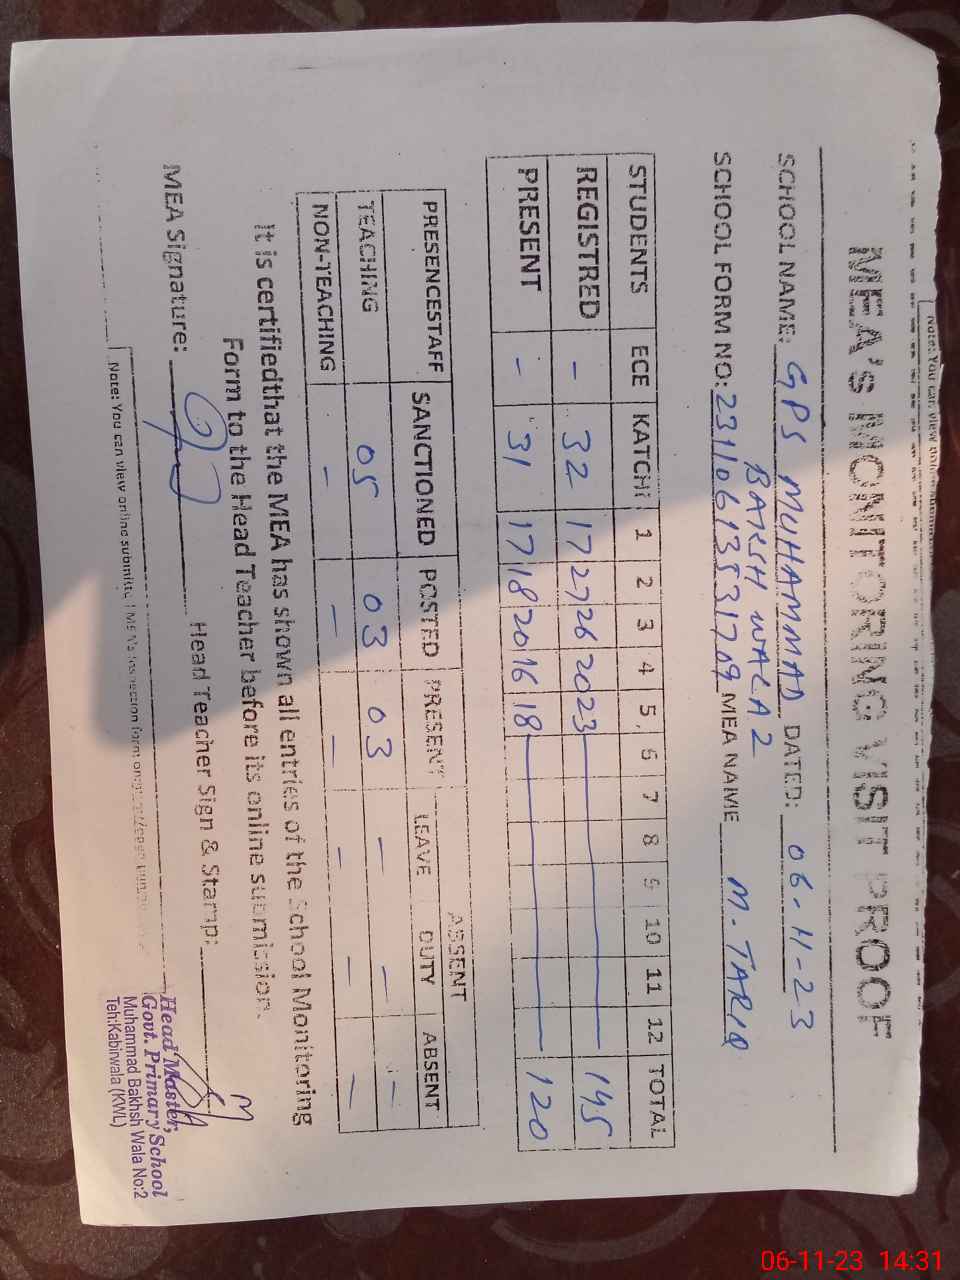 Note: You can view
MEA's MONITORING VISIT PROOF
SCHOOL NAME: GPS MUHAMMAD DATED: 06-11-23
BAKSH WALA 2
SCHOOL FORM NO: MEA NAME M. TARIQ
STUDENTS ECE KATCHI 1 2 3 4 5 6 7 8 9 10 11 12 TOTAL
REGISTRED - 32 17 27 26 20 23 145
PRESENT - 31 17 18 20 16 18 120
ABSENT
PRESENCESTAFF SANCTIONED POSTED PRESENT LEAVE DUTY ABSENT
TEACHING 05 03 03 - - -
NON-TEACHING - - - - - -
It is certifiedthat the MEA has shown all entries of the School Monitoring
Form to the Head Teacher before its online submission.
MEA Signature: Head Teacher Sign & Stamp:
Head Master,
Govt. Primary School
Muhammad Bakhsh Wala No:2
Teh:Kabirwala (KWL)
Note: You can view online
06-11-23 14:31